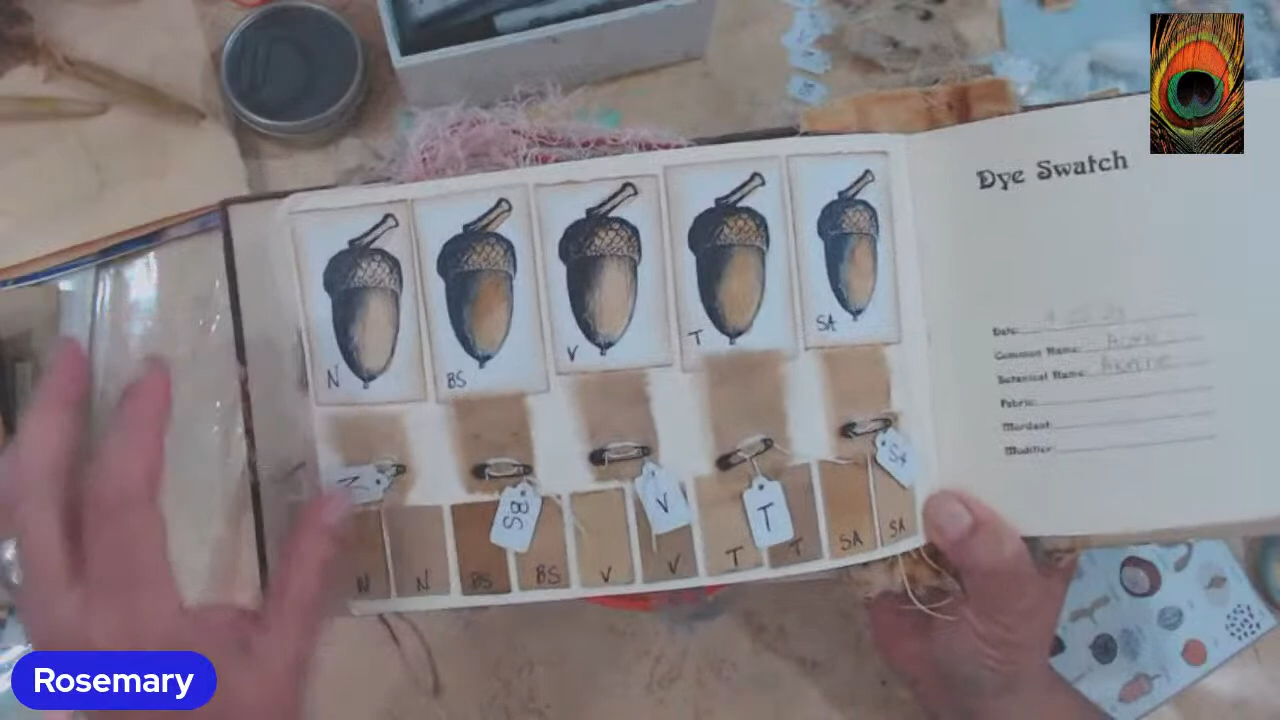 Dye Swatch
Date:
Common Name: Acorn
Botanical Name:
Fabric:
Mordant:
Modifier:
N
BS
V
T
SA
N
BS
V
T
SA
N
N
BS
BS
V
V
T
T
SA
SA
Rosemary